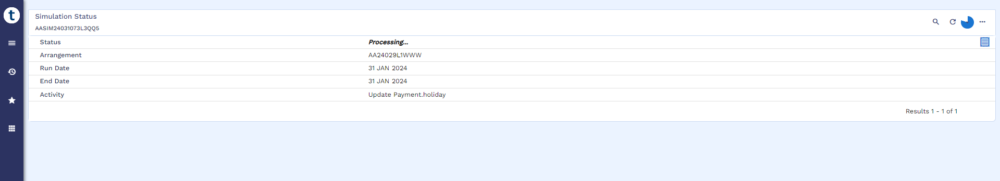 t
Simulation Status
AASIM24031073L3QQ5
Status Processing...
Arrangement AA24029L1WWW
Run Date 31 JAN 2024
End Date 31 JAN 2024
Activity Update Payment.holiday
Results 1 - 1 of 1